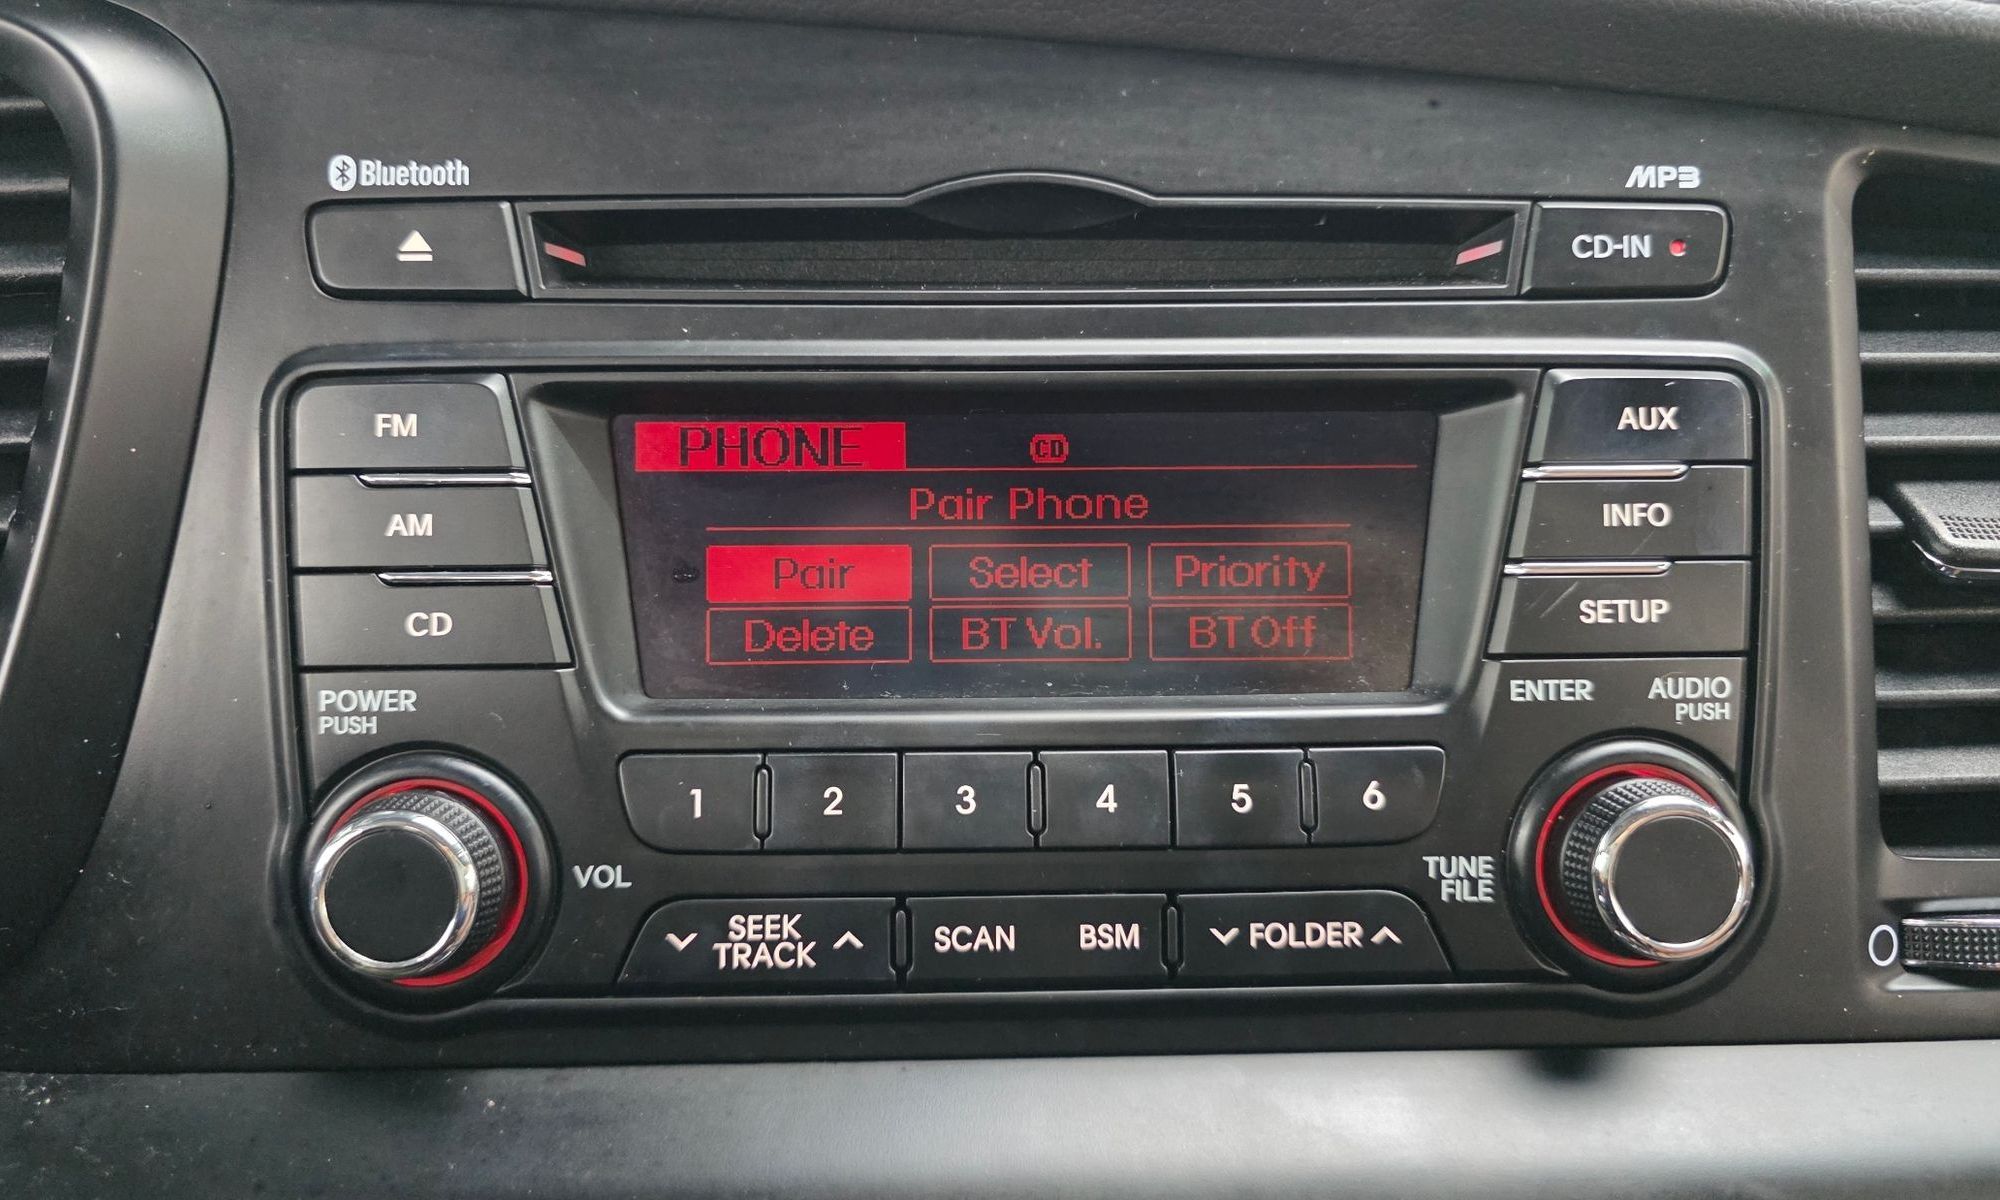 Bluetooth
MP3
CD-IN
FM
AM
CD
PHONE
CD
Pair Phone
Pair Select Priority
Delete BT Vol. BT Off
AUX
INFO
SETUP
POWER
PUSH
ENTER
AUDIO
PUSH
1 2 3 4 5 6
VOL
TUNE
FILE
SEEK
TRACK
SCAN BSM
FOLDER
0